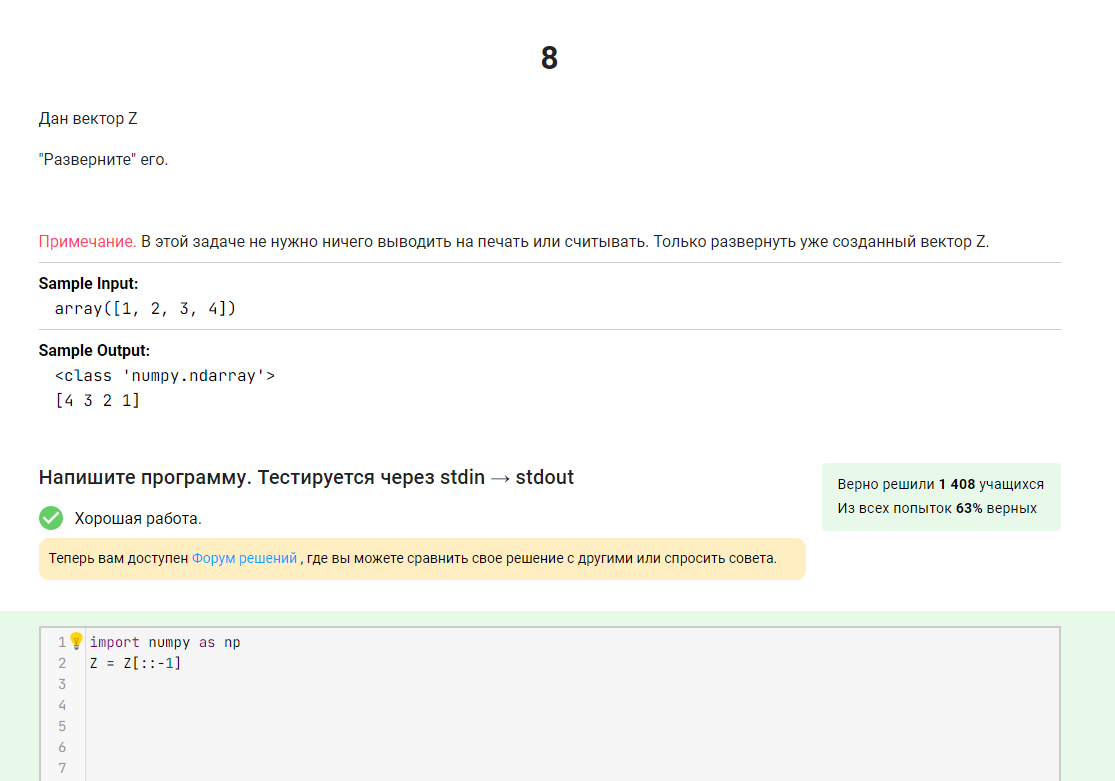 8
Дан вектор Z
"Разверните" его.
Примечание. В этой задаче не нужно ничего выводить на печать или считывать. Только развернуть уже созданный вектор Z.
Sample Input:
array([1, 2, 3, 4])
Sample Output:
<class 'numpy.ndarray'>
[4 3 2 1]
Напишите программу. Тестируется через stdin → stdout
Верно решили 1 408 учащихся
Из всех попыток 63% верных
Хорошая работа.
Теперь вам доступен Форум решений , где вы можете сравнить свое решение с другими или спросить совета.
1 import numpy as np
2 Z = Z[::-1]
3
4
5
6
7